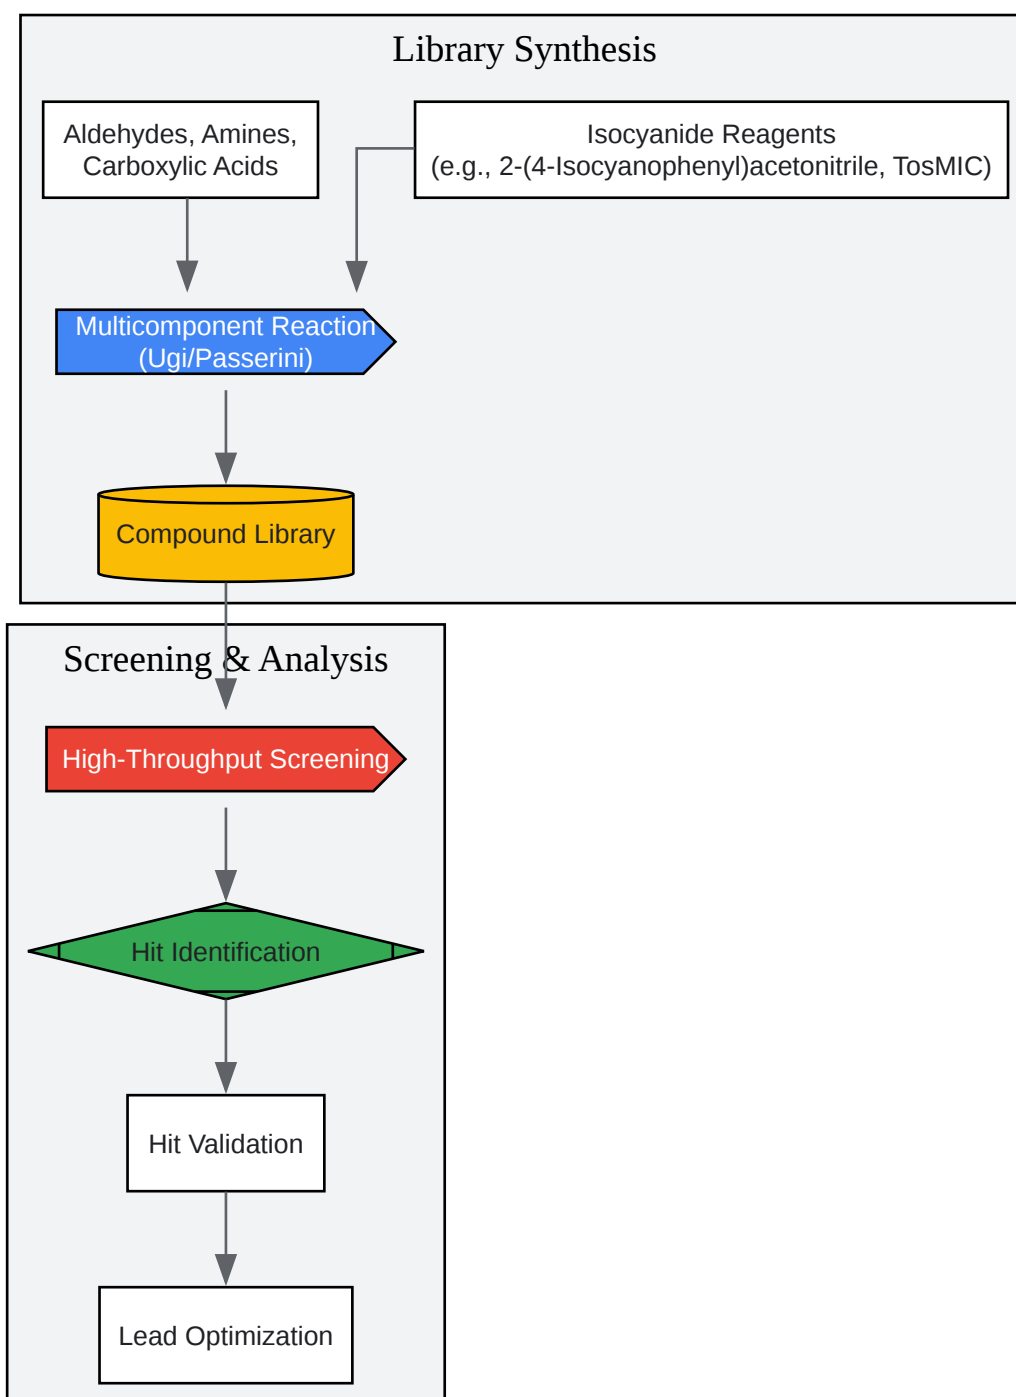 Library Synthesis
Aldehydes, Amines,
Carboxylic Acids
Isocyanide Reagents
(e.g., 2-(4-Isocyanophenyl)acetonitrile, TosMIC)
Multicomponent Reaction
(Ugi/Passerini)
Compound Library
Screening & Analysis
High-Throughput Screening
Hit Identification
Hit Validation
Lead Optimization